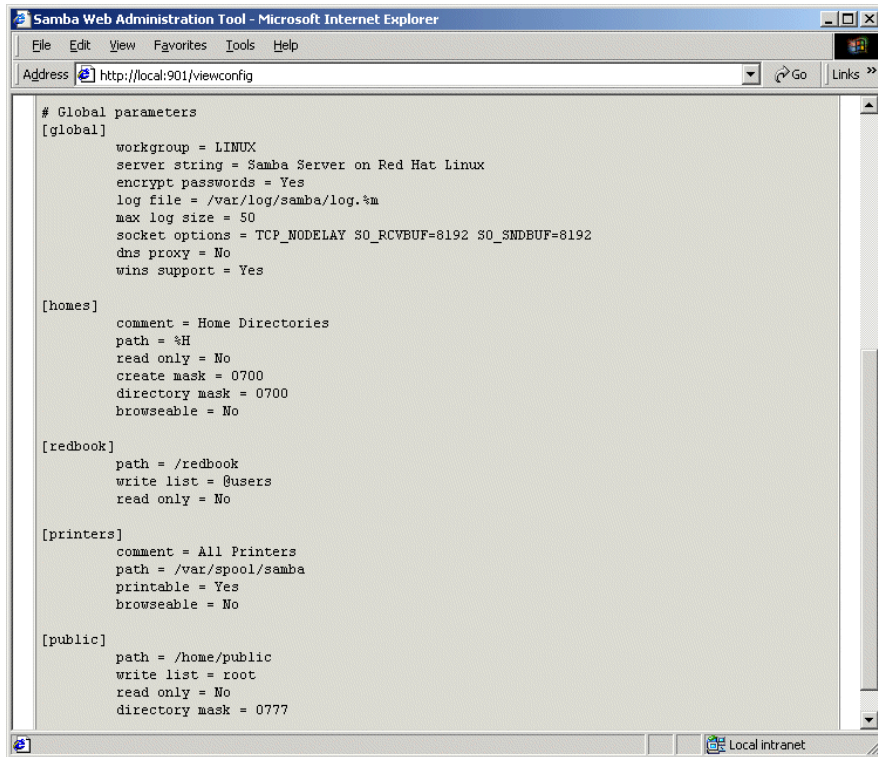 Samba Web Administration Tool - Microsoft Internet Explorer
File Edit View Favorites Tools Help
Address http://local:901/viewconfig Go Links »
# Global parameters
[global]
workgroup = LINUX
server string = Samba Server on Red Hat Linux
encrypt passwords = Yes
log file = /var/log/samba/log.%m
max log size = 50
socket options = TCP_NODELAY SO_RCVBUF=8192 SO_SNDBUF=8192
dns proxy = No
wins support = Yes
[homes]
comment = Home Directories
path = %H
read only = No
create mask = 0700
directory mask = 0700
browseable = No
[redbook]
path = /redbook
write list = @users
read only = No
[printers]
comment = All Printers
path = /var/spool/samba
printable = Yes
browseable = No
[public]
path = /home/public
write list = root
read only = No
directory mask = 0777
Local intranet